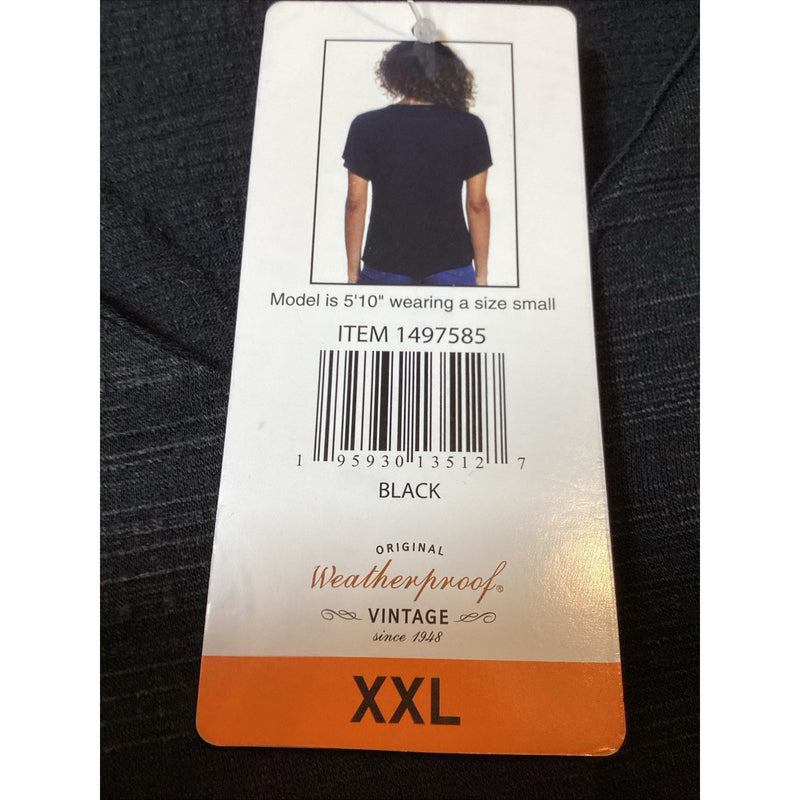 Model is 5'10" wearing a size small
ITEM 1497585
1 95930 13512 7
BLACK
ORIGINAL
Weatherproof®
VINTAGE
since 1948
XXL